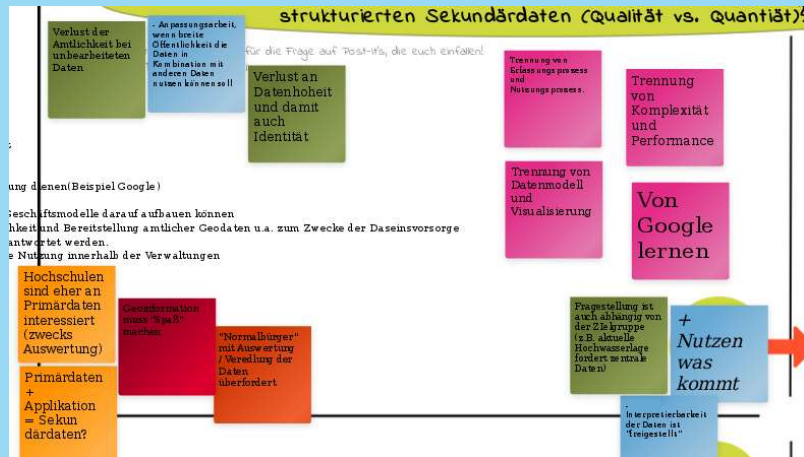 strukturierten Sekundärdaten (Qualität vs. Quantiät)?
für die Frage auf Post-it's, die euch einfallen!
Verlust der
Amtlichkeit bei
unbearbeiteten
Daten
- Anpassungsarbeit,
wenn breite
Öffentlichkeit die
Daten in
Kombination mit
anderen Daten
nutzen können soll
Verlust an
Datenhoheit
und damit
auch
Identität
Trennung von
Erfassungsprozess
und
Nutzungsprozess.
Trennung
von
Komplexität
und
Performance
Trennung von
Datenmodell
und
Visualisierung
Von
Google
lernen
ung dienen(Beispiel Google)
Geschäftsmodelle darauf aufbauen können
hkeit und Bereitstellung amtlicher Geodaten u.a. zum Zwecke der Daseinsvorsorge
antwortet werden.
e Nutzung innerhalb der Verwaltungen
Hochschulen
sind eher an
Primärdaten
interessiert
(zwecks
Auswertung)
Geoinformation
muss "Spaß"
machen
"Normalbürger"
mit Auswertung
/ Veredlung der
Daten
überfordert
Primärdaten
+
Applikation
= Sekun
därdaten?
Fragestellung ist
auch abhängig von
der ZIelgruppe
(z.B. aktuelle
Hochwasserlage
fordert zentrale
Daten)
+
Nutzen
was
kommt
-
Interpretierbarkeit
der Daten ist
"freigestellt"